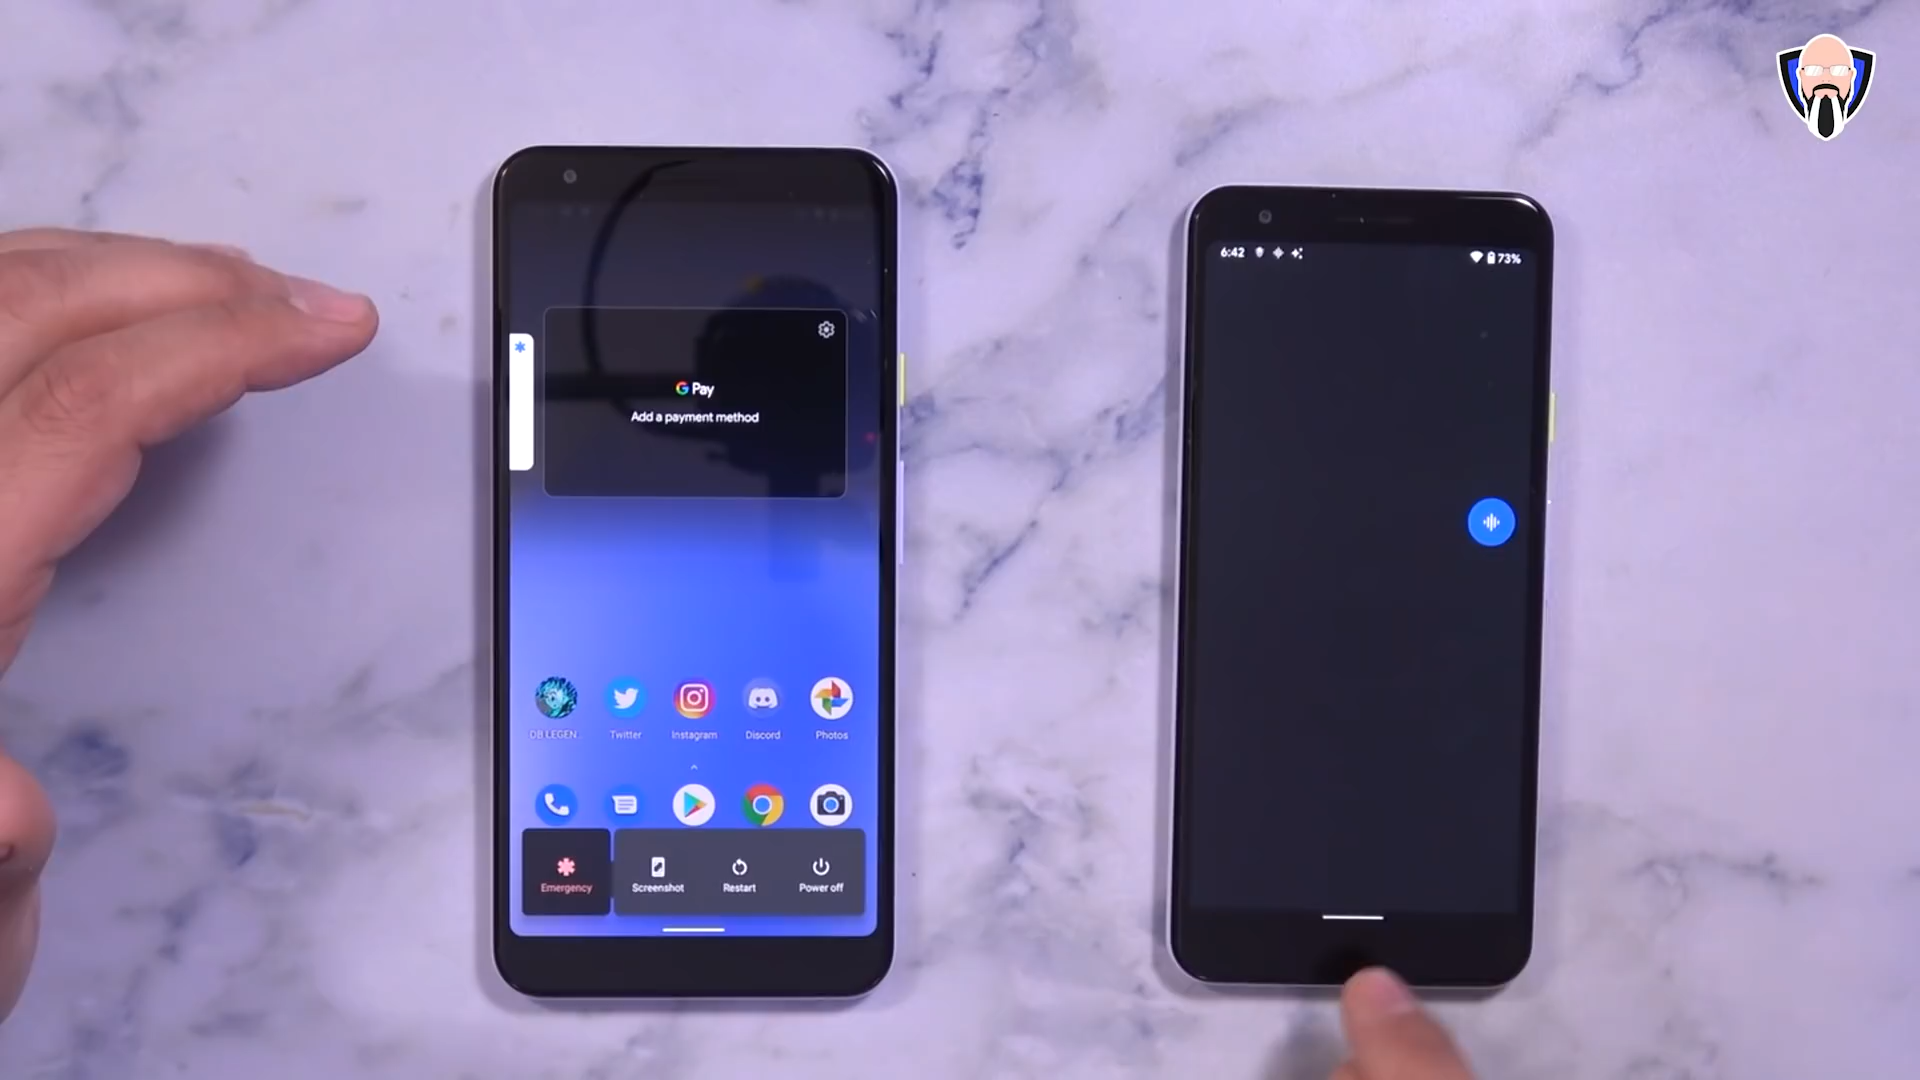 6:42
73%
G Pay
Add a payment method
DB LEGEN...
Twitter
Instagram
Discord
Photos
Emergency
Screenshot
Restart
Power off